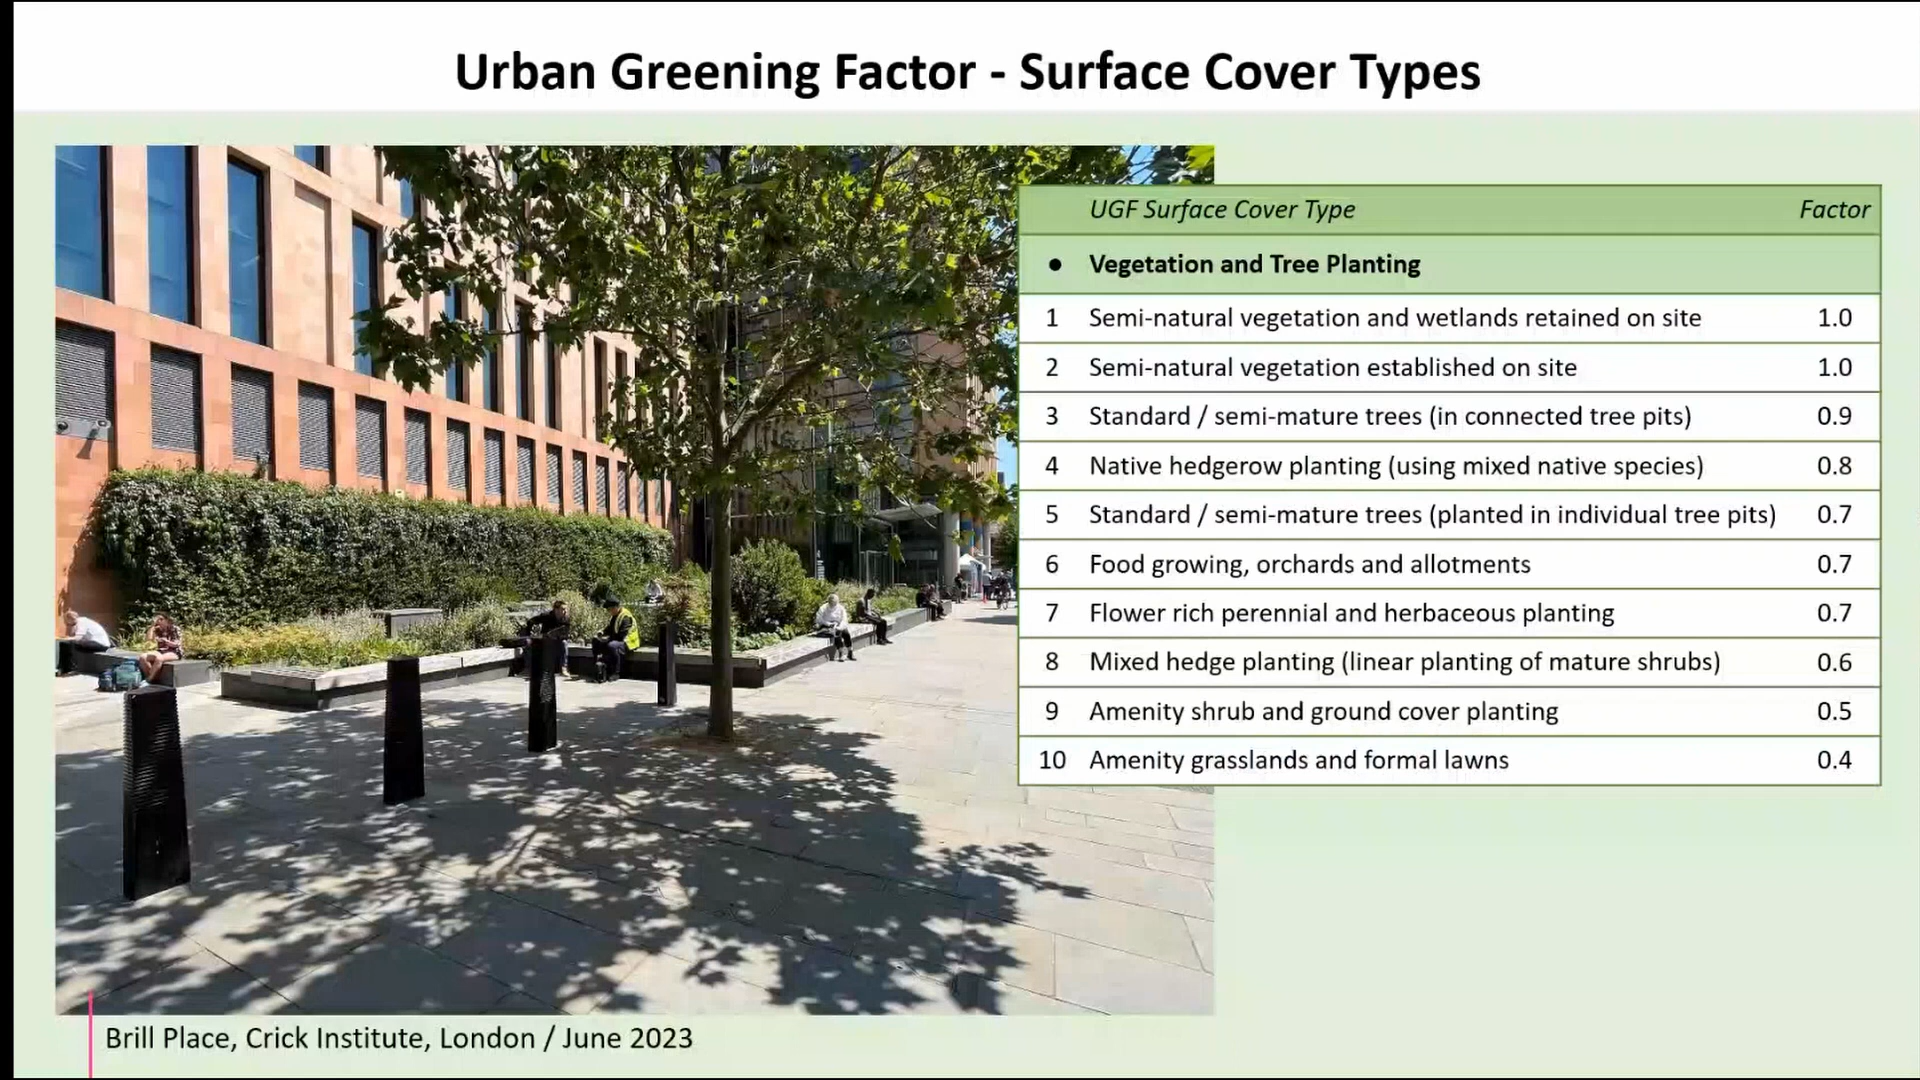 Urban Greening Factor - Surface Cover Types
UGF Surface Cover Type Factor
● Vegetation and Tree Planting
1 Semi-natural vegetation and wetlands retained on site 1.0
2 Semi-natural vegetation established on site 1.0
3 Standard / semi-mature trees (in connected tree pits) 0.9
4 Native hedgerow planting (using mixed native species) 0.8
5 Standard / semi-mature trees (planted in individual tree pits) 0.7
6 Food growing, orchards and allotments 0.7
7 Flower rich perennial and herbaceous planting 0.7
8 Mixed hedge planting (linear planting of mature shrubs) 0.6
9 Amenity shrub and ground cover planting 0.5
10 Amenity grasslands and formal lawns 0.4
Brill Place, Crick Institute, London / June 2023